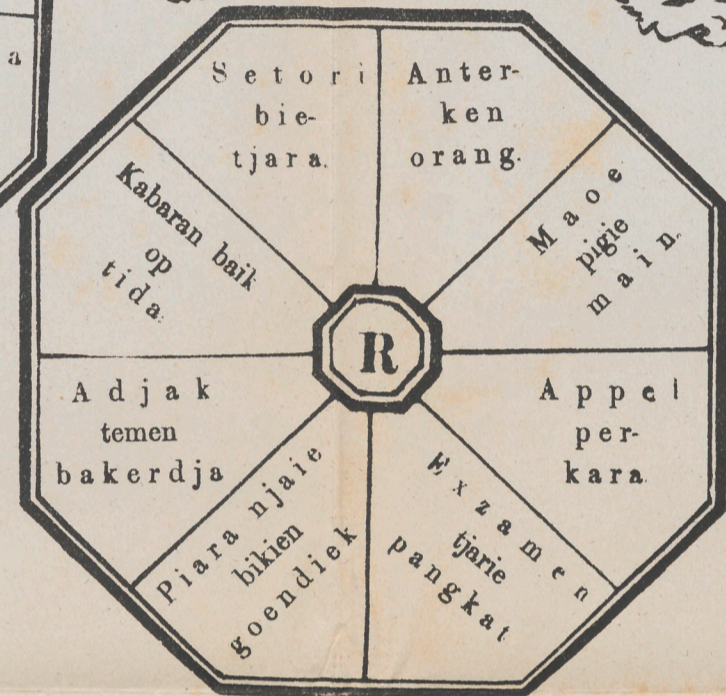 a
Setori
bie-
tjara.
Anter-
ken
orang.
Maoe
pigie
main.
Appel
per-
kara.
Exzamen
tjarie
pangkat
Piara njaie
bikien
goendiek
Adjak
temen
bakerdja
Kabaran baik
op
tida.
R